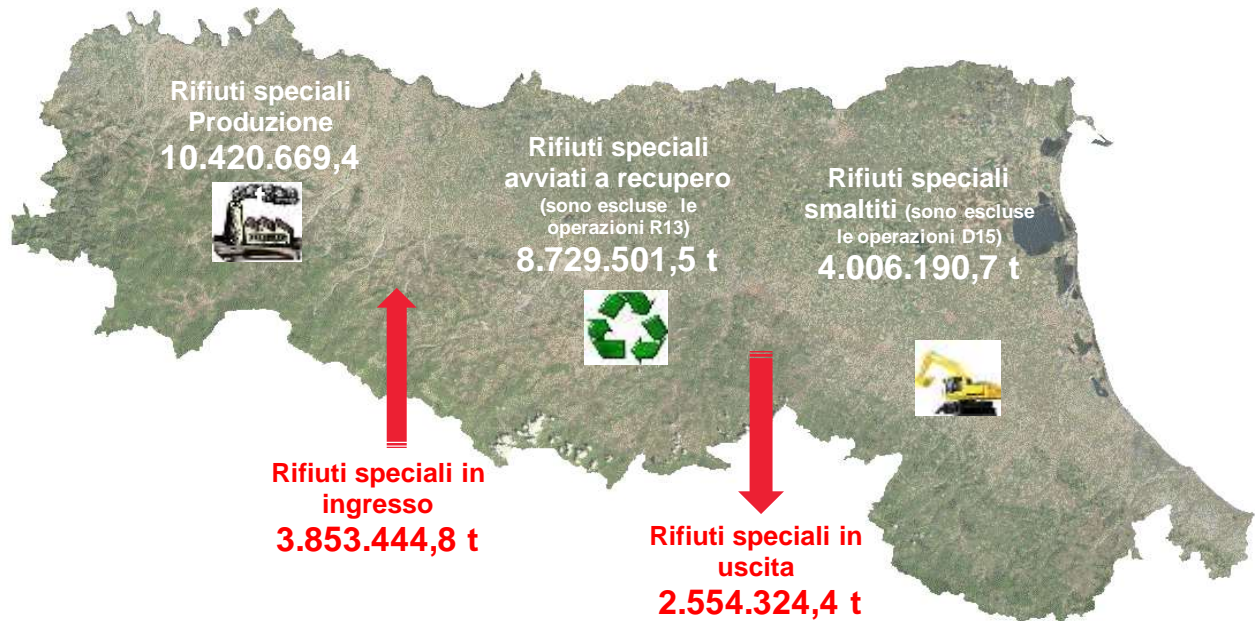 Rifiuti speciali
Produzione
10.420.669,4
Rifiuti speciali
avviati a recupero
(sono escluse le
operazioni R13)
8.729.501,5 t
Rifiuti speciali
smaltiti (sono escluse
le operazioni D15)
4.006.190,7 t
Rifiuti speciali in
ingresso
3.853.444,8 t
Rifiuti speciali in
uscita
2.554.324,4 t